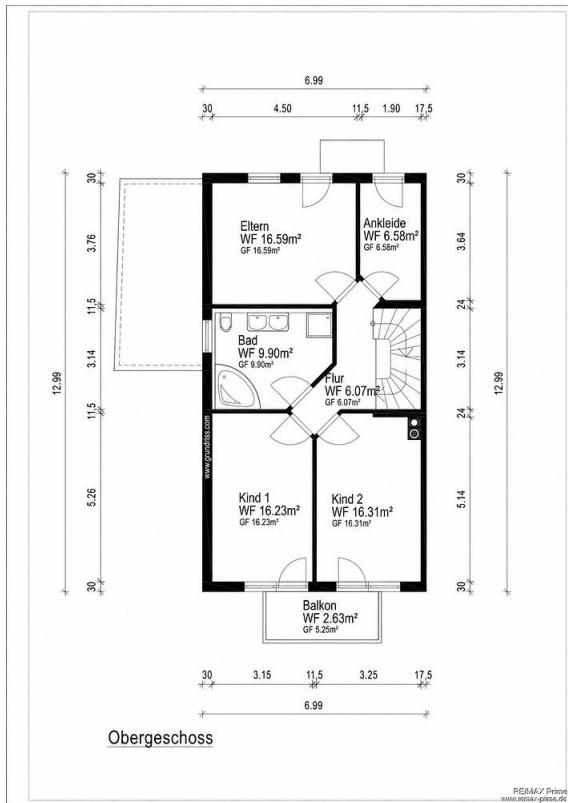 6.99
30 4.50 11,5 1.90 17,5
30
3.76
11,5
3.14
11,5
5.26
30
12.99
30
3.64
24
3.14
24
5.14
30
12.99
Eltern
WF 16.59m²
GF 16.59m²
Ankleide
WF 6.58m²
GF 6.58m²
Bad
WF 9.90m²
GF 9.90m²
Flur
WF 6.07m²
GF 6.07m²
www.grundriss.com
Kind 1
WF 16.23m²
GF 16.23m²
Kind 2
WF 16.31m²
GF 16.31m²
Balkon
WF 2.63m²
GF 5.25m²
30 3.15 11,5 3.25 17,5
6.99
Obergeschoss
RE/MAX Prime
www.remax-prime.de